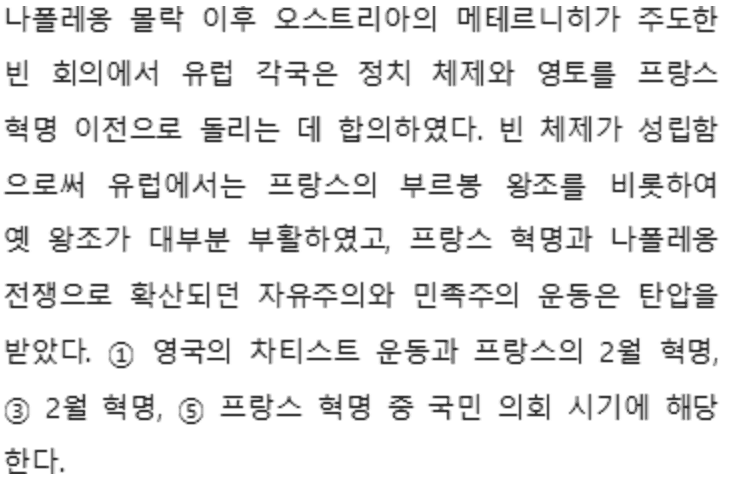 나폴레옹 몰락 이후 오스트리아의 메테르니히가 주도한
빈 회의에서 유럽 각국은 정치 체제와 영토를 프랑스
혁명 이전으로 돌리는 데 합의하였다. 빈 체제가 성립함
으로써 유럽에서는 프랑스의 부르봉 왕조를 비롯하여
옛 왕조가 대부분 부활하였고, 프랑스 혁명과 나폴레옹
전쟁으로 확산되던 자유주의와 민족주의 운동은 탄압을
받았다. ① 영국의 차티스트 운동과 프랑스의 2월 혁명,
③ 2월 혁명, ⑤ 프랑스 혁명 중 국민 의회 시기에 해당
한다.